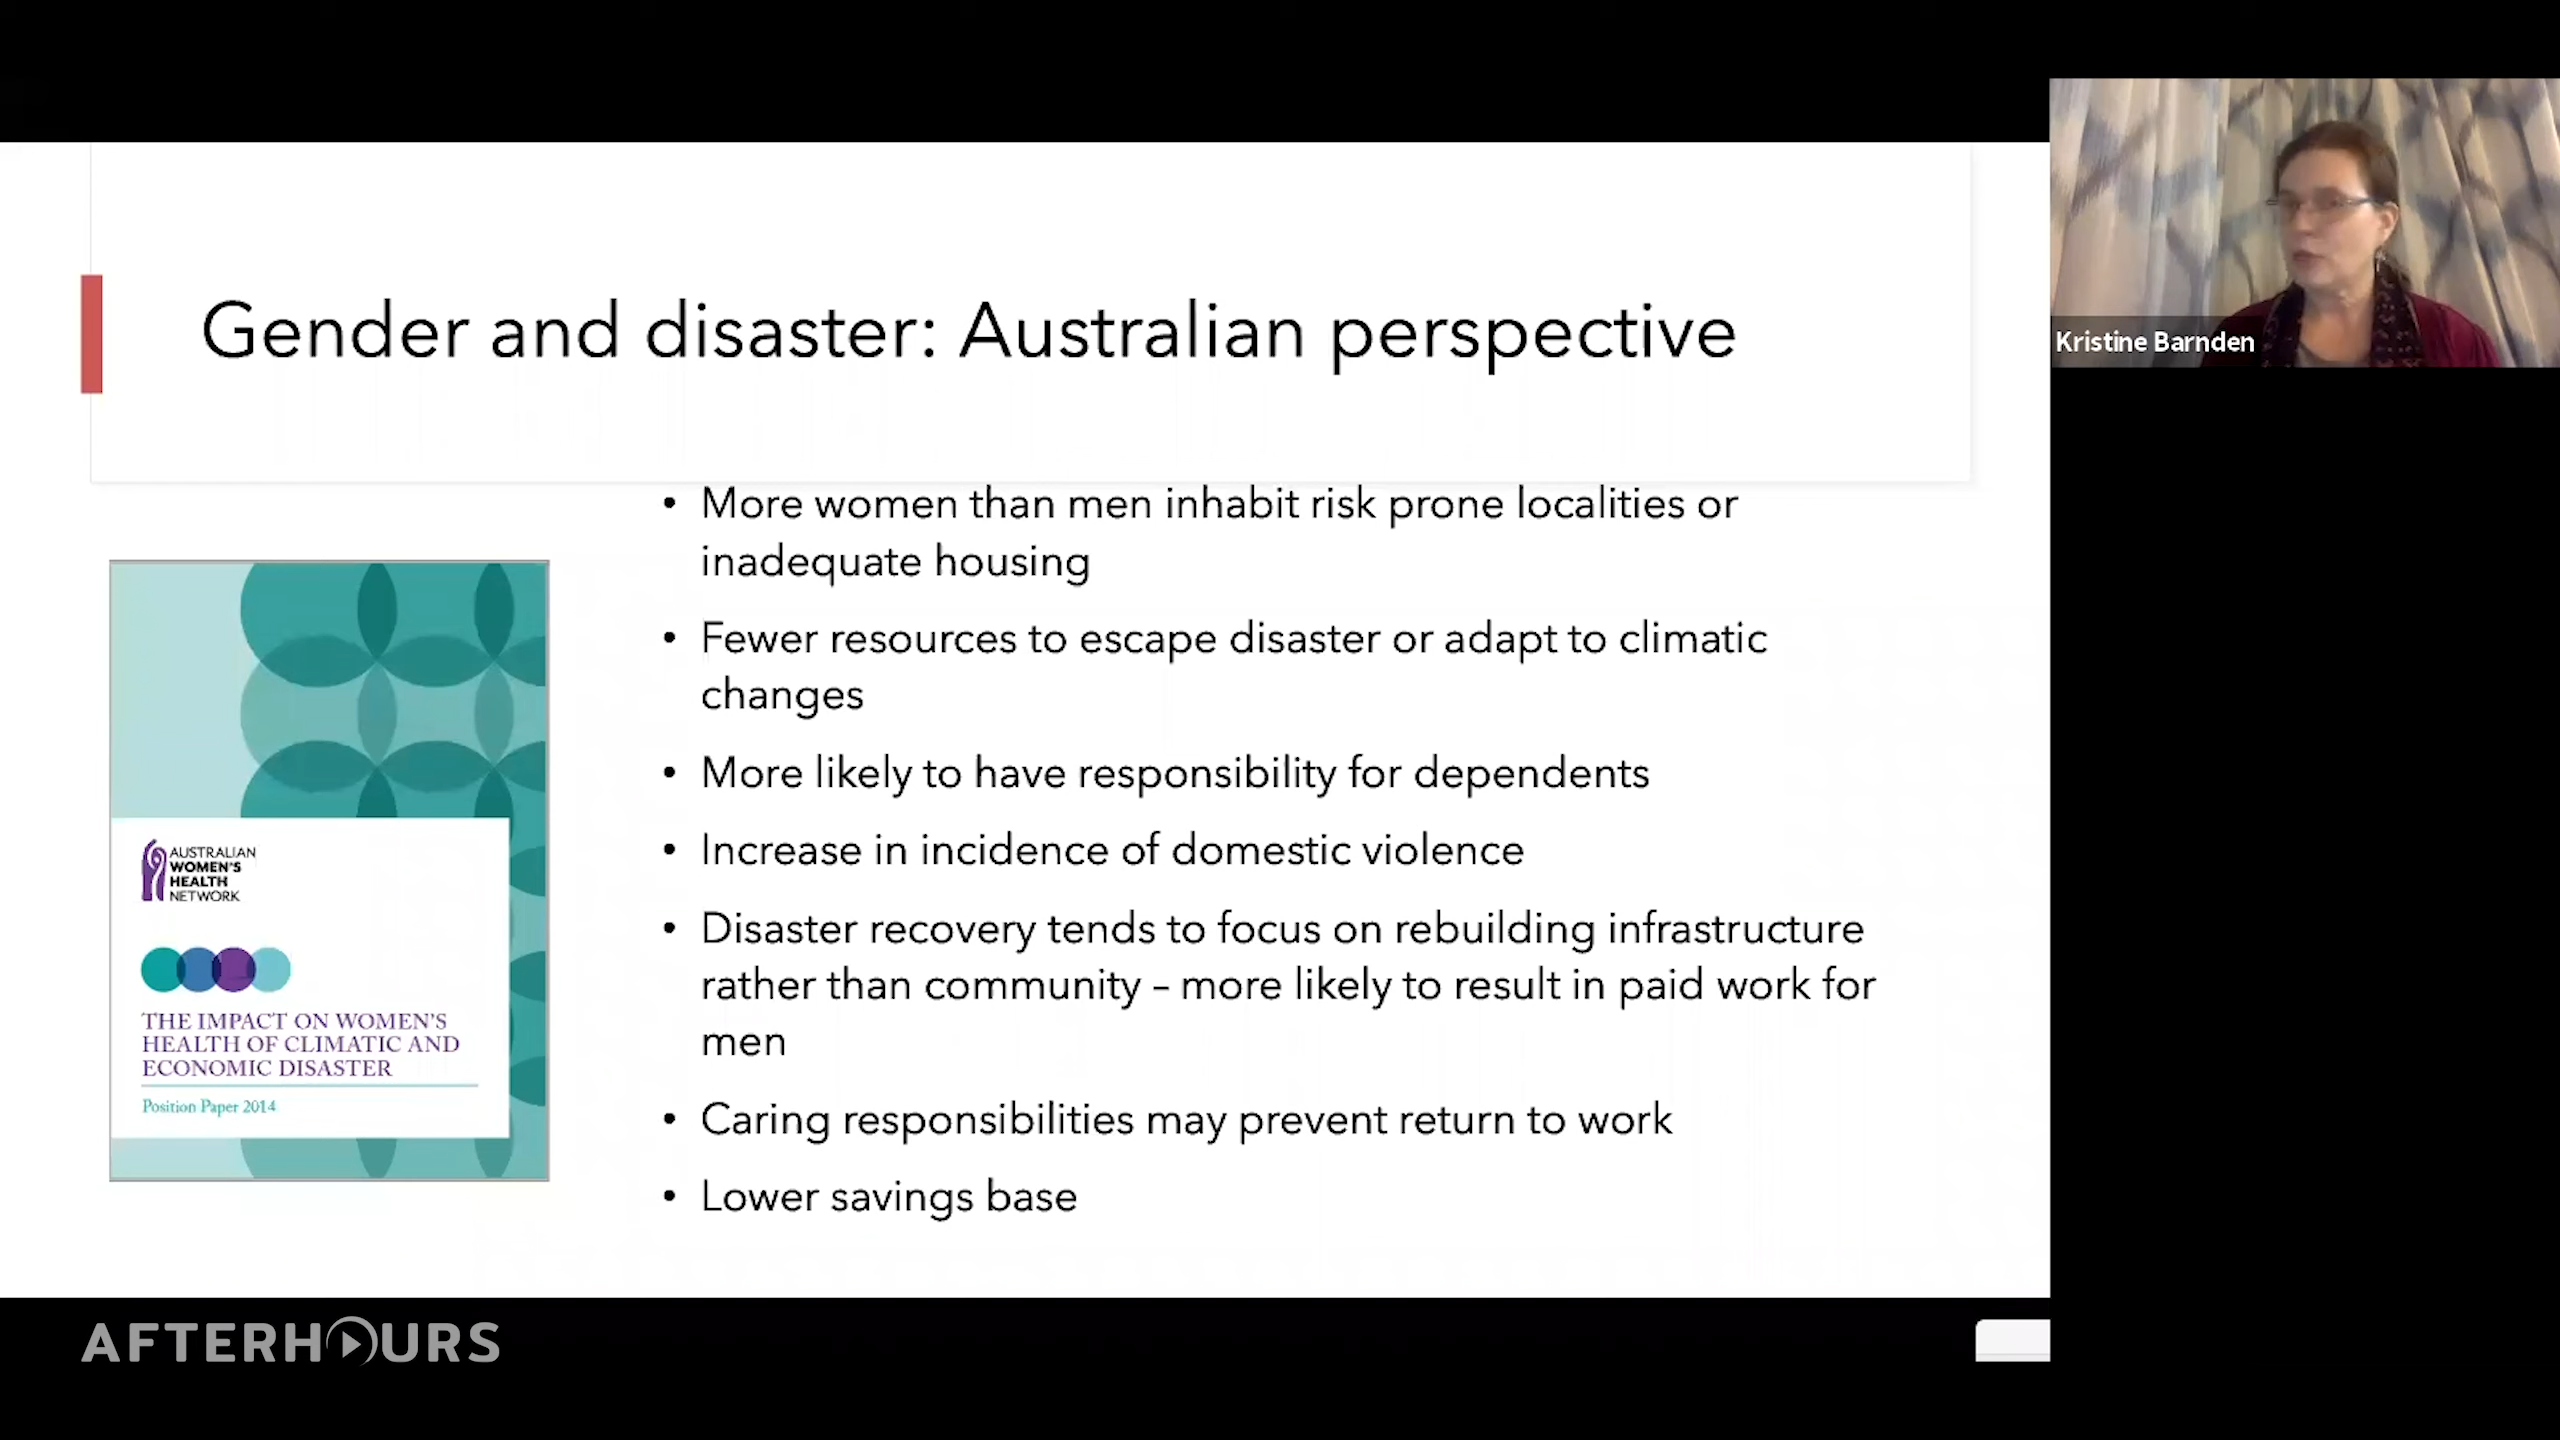 Gender and disaster: Australian perspective
Kristine Barnden
• More women than men inhabit risk prone localities or
inadequate housing
• Fewer resources to escape disaster or adapt to climatic
changes
• More likely to have responsibility for dependents
• Increase in incidence of domestic violence
• Disaster recovery tends to focus on rebuilding infrastructure
rather than community – more likely to result in paid work for
men
• Caring responsibilities may prevent return to work
• Lower savings base
AUSTRALIAN
WOMEN'S
HEALTH
NETWORK
THE IMPACT ON WOMEN'S
HEALTH OF CLIMATIC AND
ECONOMIC DISASTER
Position Paper 2014
AFTERHOURS